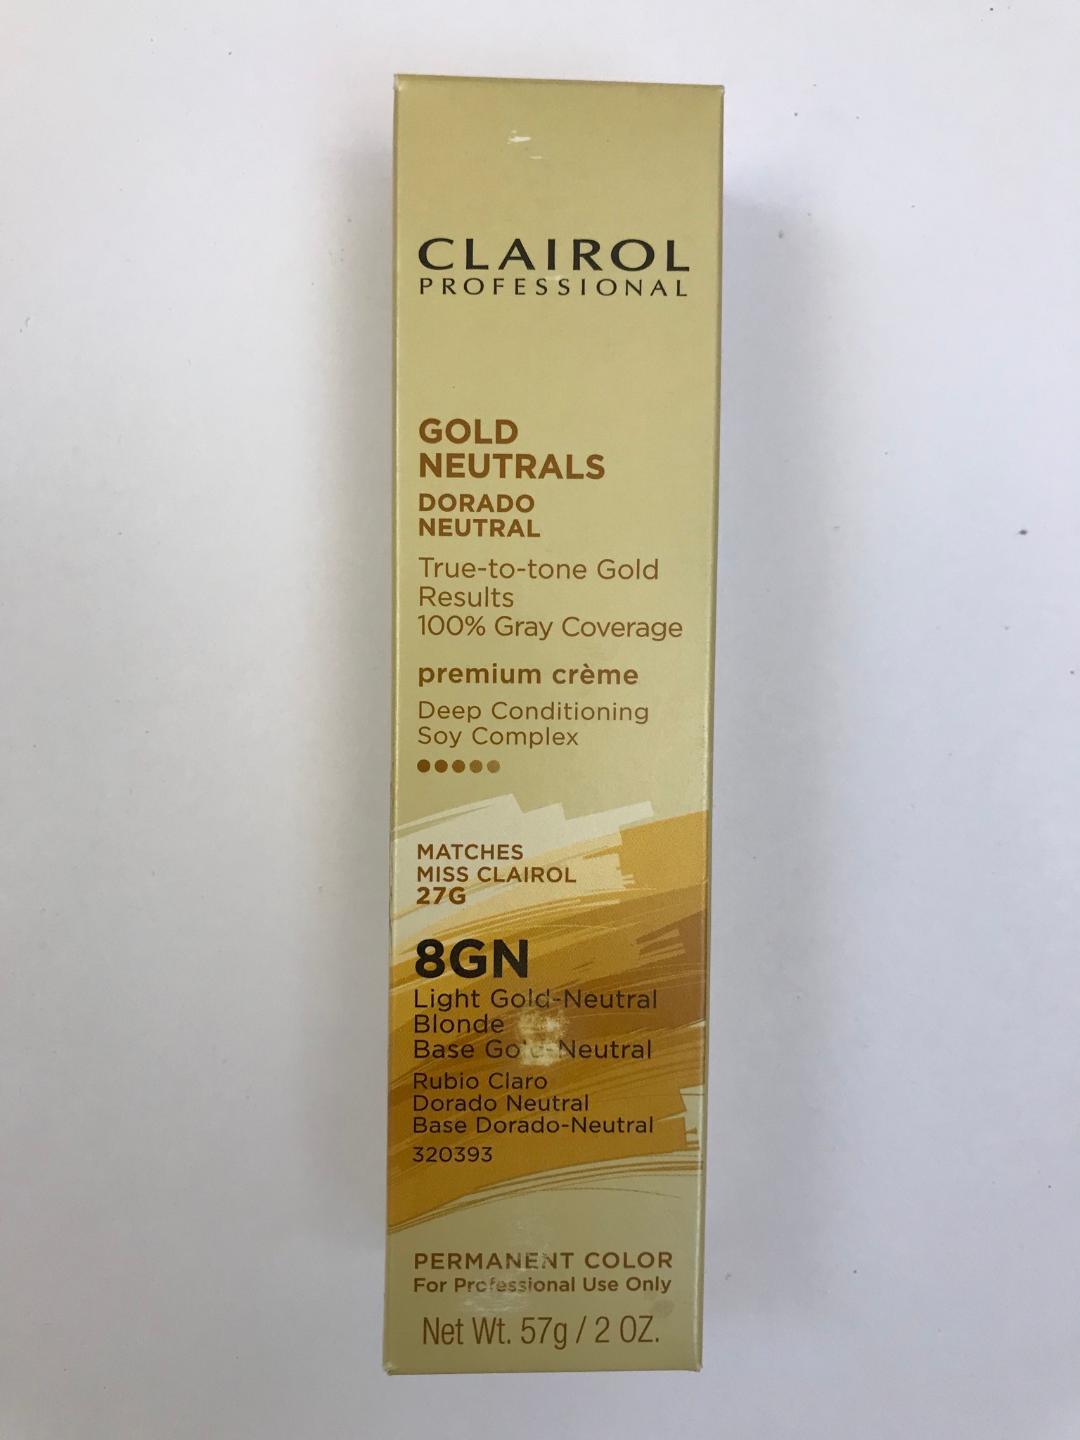 CLAIROL
PROFESSIONAL
GOLD
NEUTRALS
DORADO
NEUTRAL
True-to-tone Gold
Results
100% Gray Coverage
premium crème
Deep Conditioning
Soy Complex
MATCHES
MISS CLAIROL
27G
8GN
Light Gold-Neutral
Blonde
Base Gold-Neutral
Rubio Claro
Dorado Neutral
Base Dorado-Neutral
320393
PERMANENT COLOR
For Professional Use Only
Net Wt. 57g / 2 OZ.